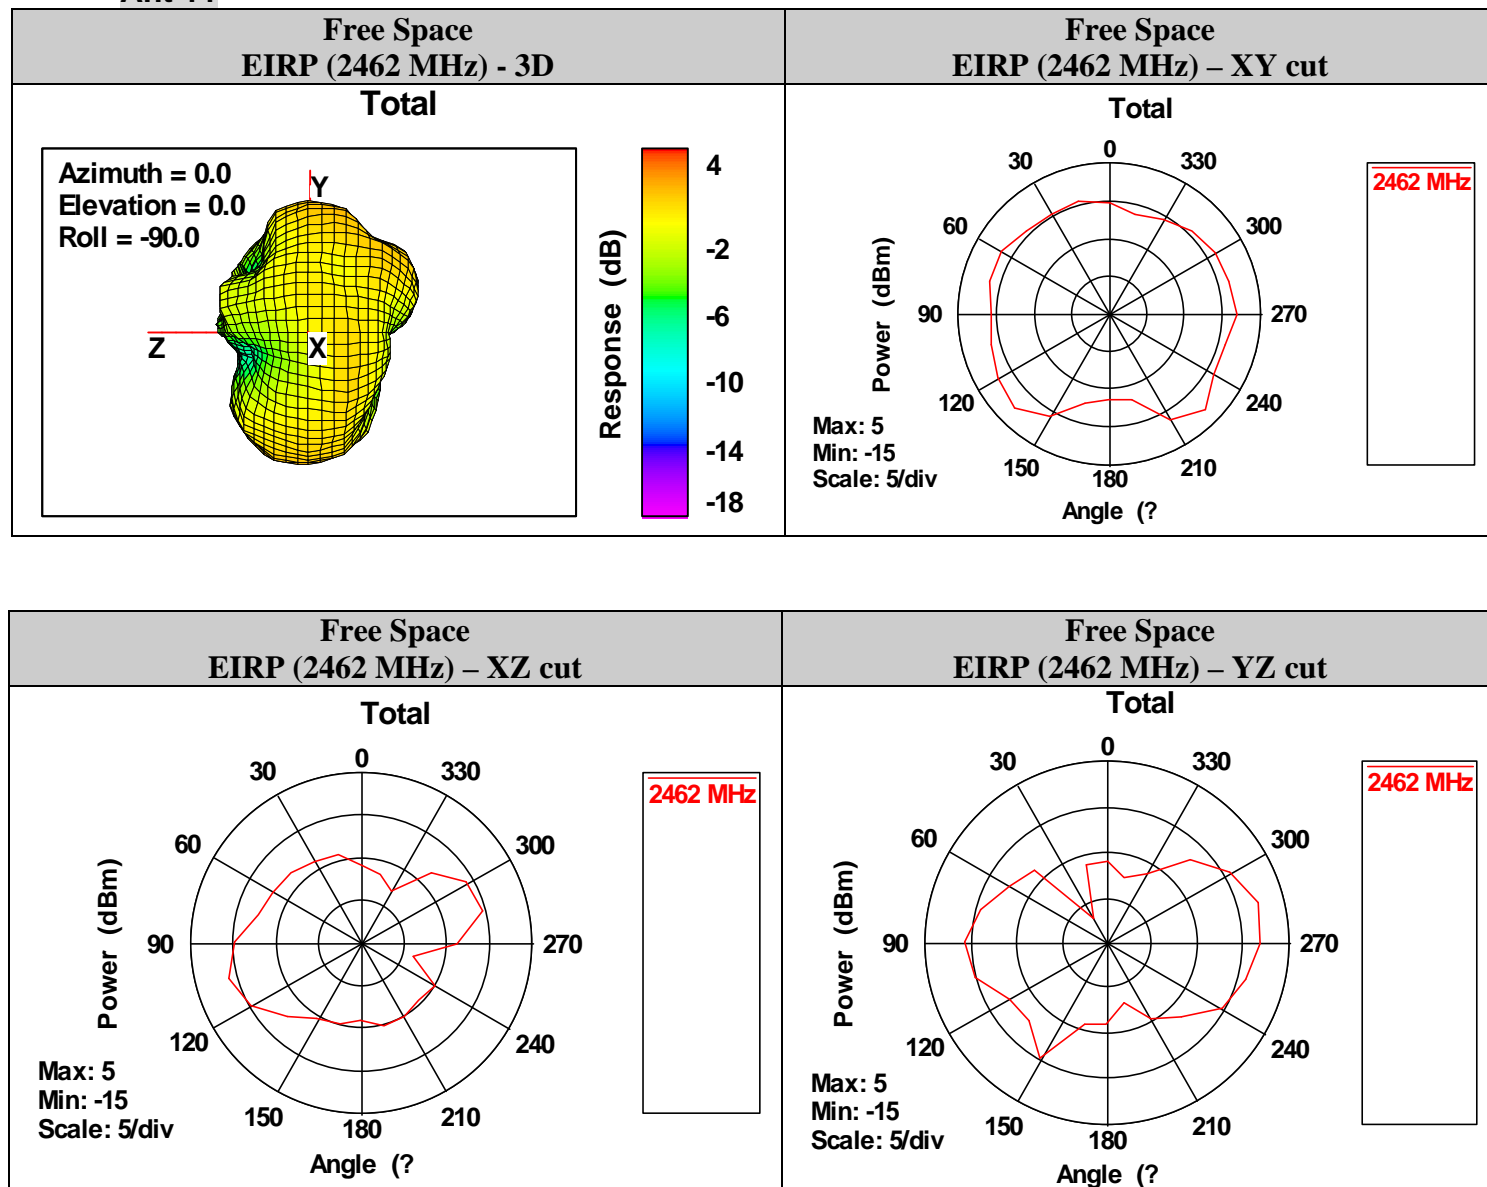 Free Space
EIRP (2462 MHz) - 3D
Free Space
EIRP (2462 MHz) – XY cut
Total
Azimuth = 0.0
Elevation = 0.0
Roll = -90.0
Y
Z
X
Response (dB)
4
-2
-6
-10
-14
-18
Total
0
30
330
60
300
90
270
120
240
150
210
180
Power (dBm)
Max: 5
Min: -15
Scale: 5/div
Angle (?
2462 MHz
Free Space
EIRP (2462 MHz) – XZ cut
Free Space
EIRP (2462 MHz) – YZ cut
Total
0
30
330
60
300
90
270
120
240
150
210
180
Power (dBm)
Max: 5
Min: -15
Scale: 5/div
Angle (?
2462 MHz
Total
0
30
330
60
300
90
270
120
240
150
210
180
Power (dBm)
Max: 5
Min: -15
Scale: 5/div
Angle (?
2462 MHz